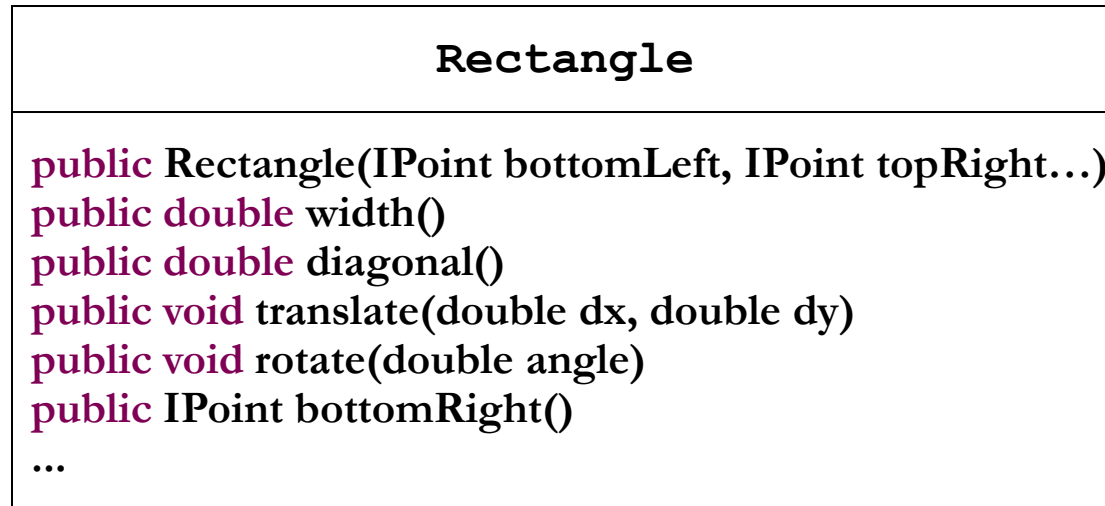 Rectangle
public Rectangle(IPoint bottomLeft, IPoint topRight…)
public double width()
public double diagonal()
public void translate(double dx, double dy)
public void rotate(double angle)
public IPoint bottomRight()
...